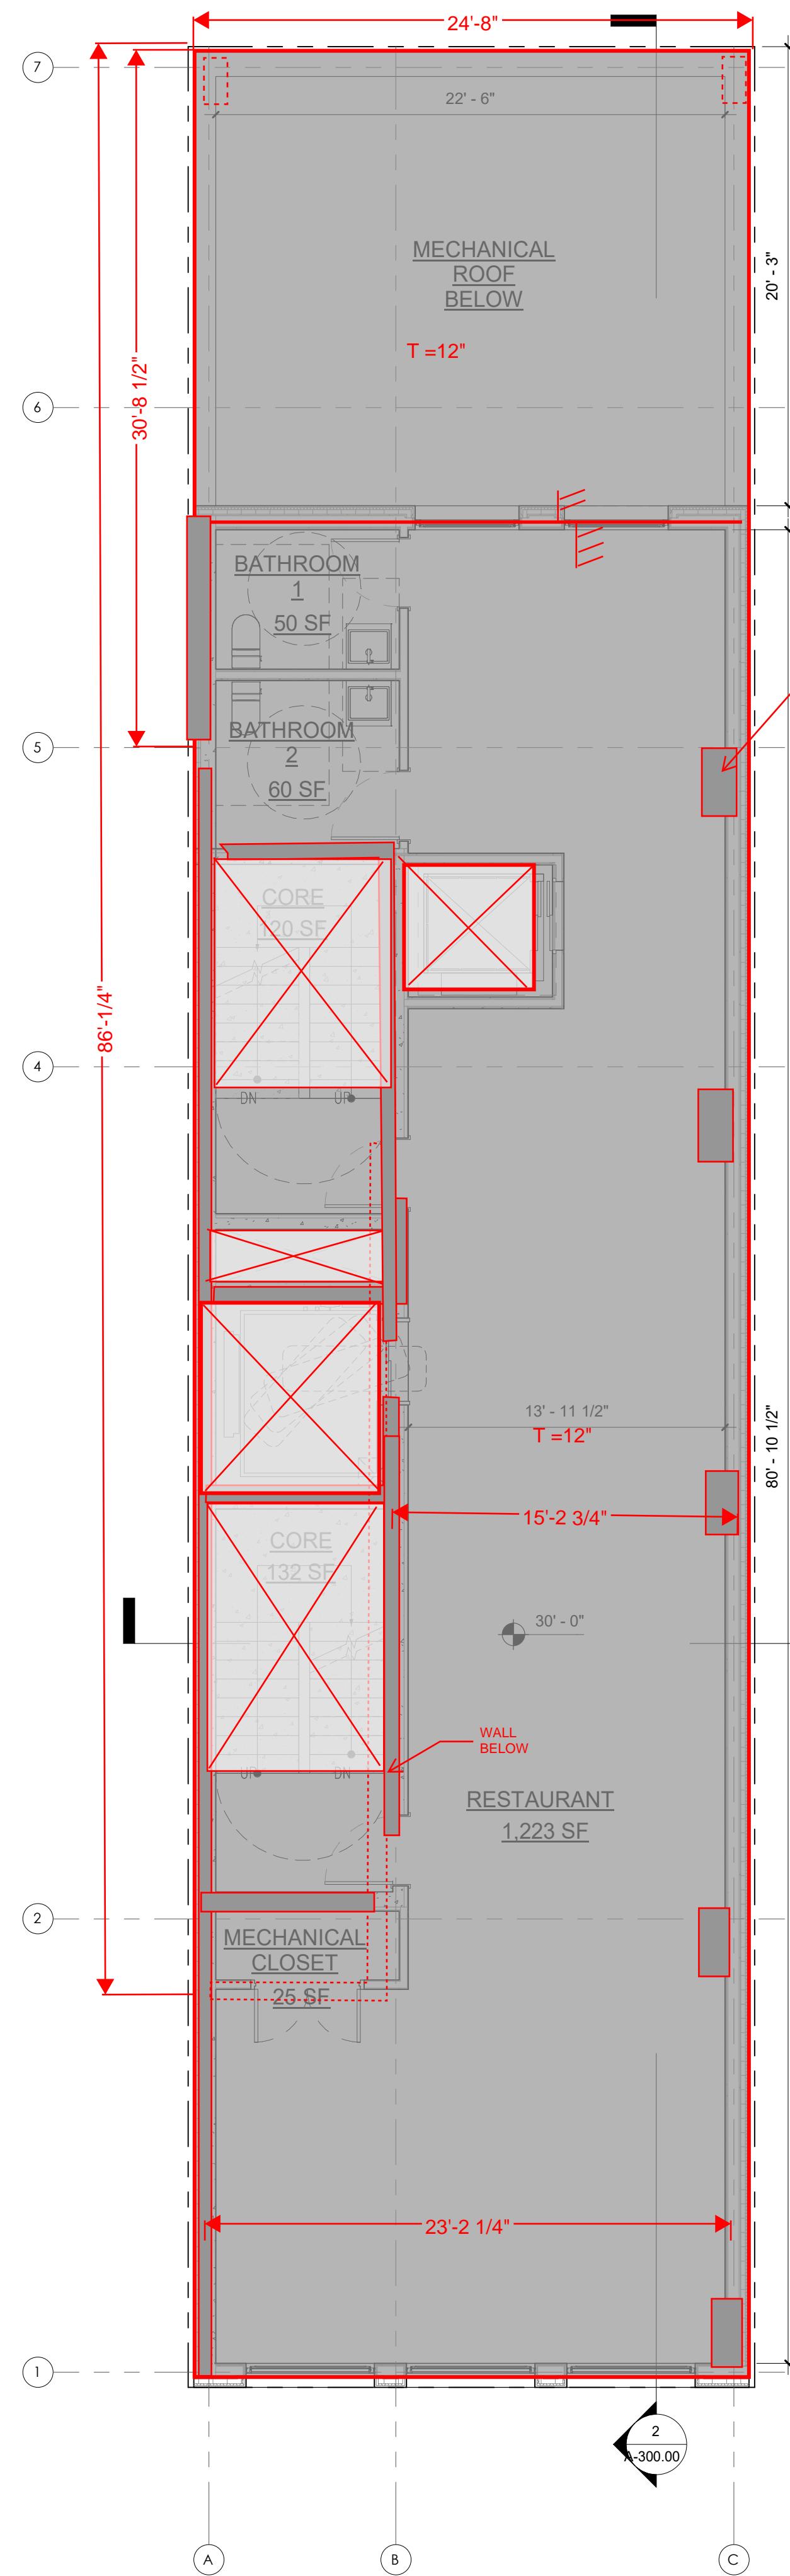 24'-8"
7
22' - 6"
MECHANICAL
ROOF
BELOW
20' - 3"
T =12"
30'-8 1/2"
6
BATHROOM
1
50 SF
BATHROOM
2
60 SF
5
CORE
120 SF
86'-1/4"
4
DN
UP
13' - 11 1/2"
T =12"
80' - 10 1/2"
15'-2 3/4"
CORE
132 SF
30' - 0"
WALL
BELOW
UP
DN
RESTAURANT
1,223 SF
2
MECHANICAL
CLOSET
25 SF
23'-2 1/4"
1
2
A-300.00
A
B
C